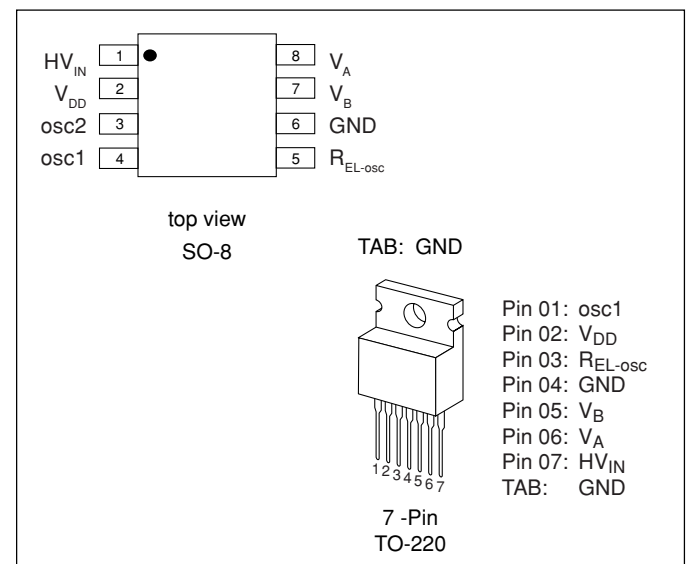 HV_IN 1 8 V_A
V_DD 2 7 V_B
osc2 3 6 GND
osc1 4 5 R_EL-osc
top view
SO-8
TAB: GND
Pin 01: osc1
Pin 02: V_DD
Pin 03: R_EL-osc
Pin 04: GND
Pin 05: V_B
Pin 06: V_A
Pin 07: HV_IN
TAB: GND
1 2 3 4 5 6 7
7 -Pin
TO-220